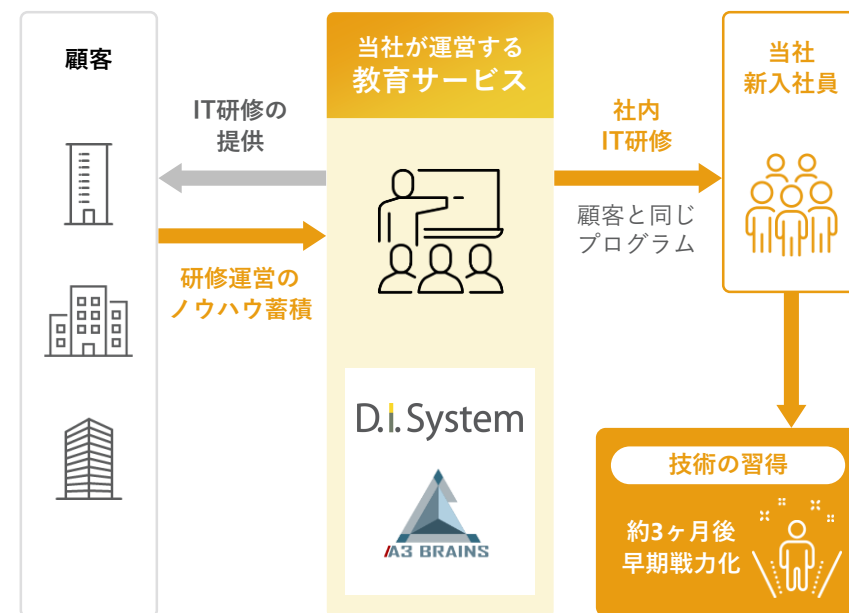 顧客
IT研修の
提供
研修運営の
ノウハウ蓄積
当社が運営する
教育サービス
D.I.System
A3 BRAINS
社内
IT研修
顧客と同じ
プログラム
当社
新入社員
技術の習得
約3ヶ月後
早期戦力化